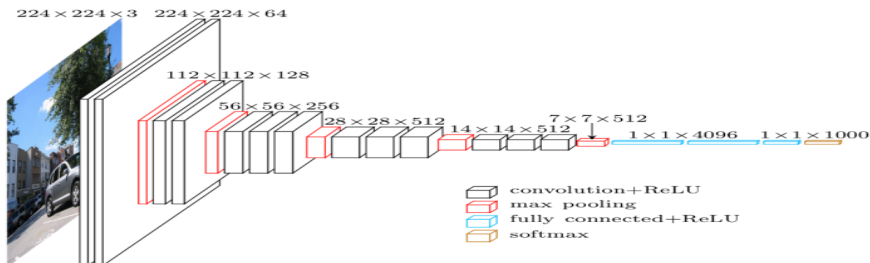 224 × 224 × 3
224 × 224 × 64
112 × 112 × 128
56 × 56 × 256
28 × 28 × 512
14 × 14 × 512
7 × 7 × 512
1 × 1 × 4096
1 × 1 × 1000
convolution+ReLU
max pooling
fully connected+ReLU
softmax